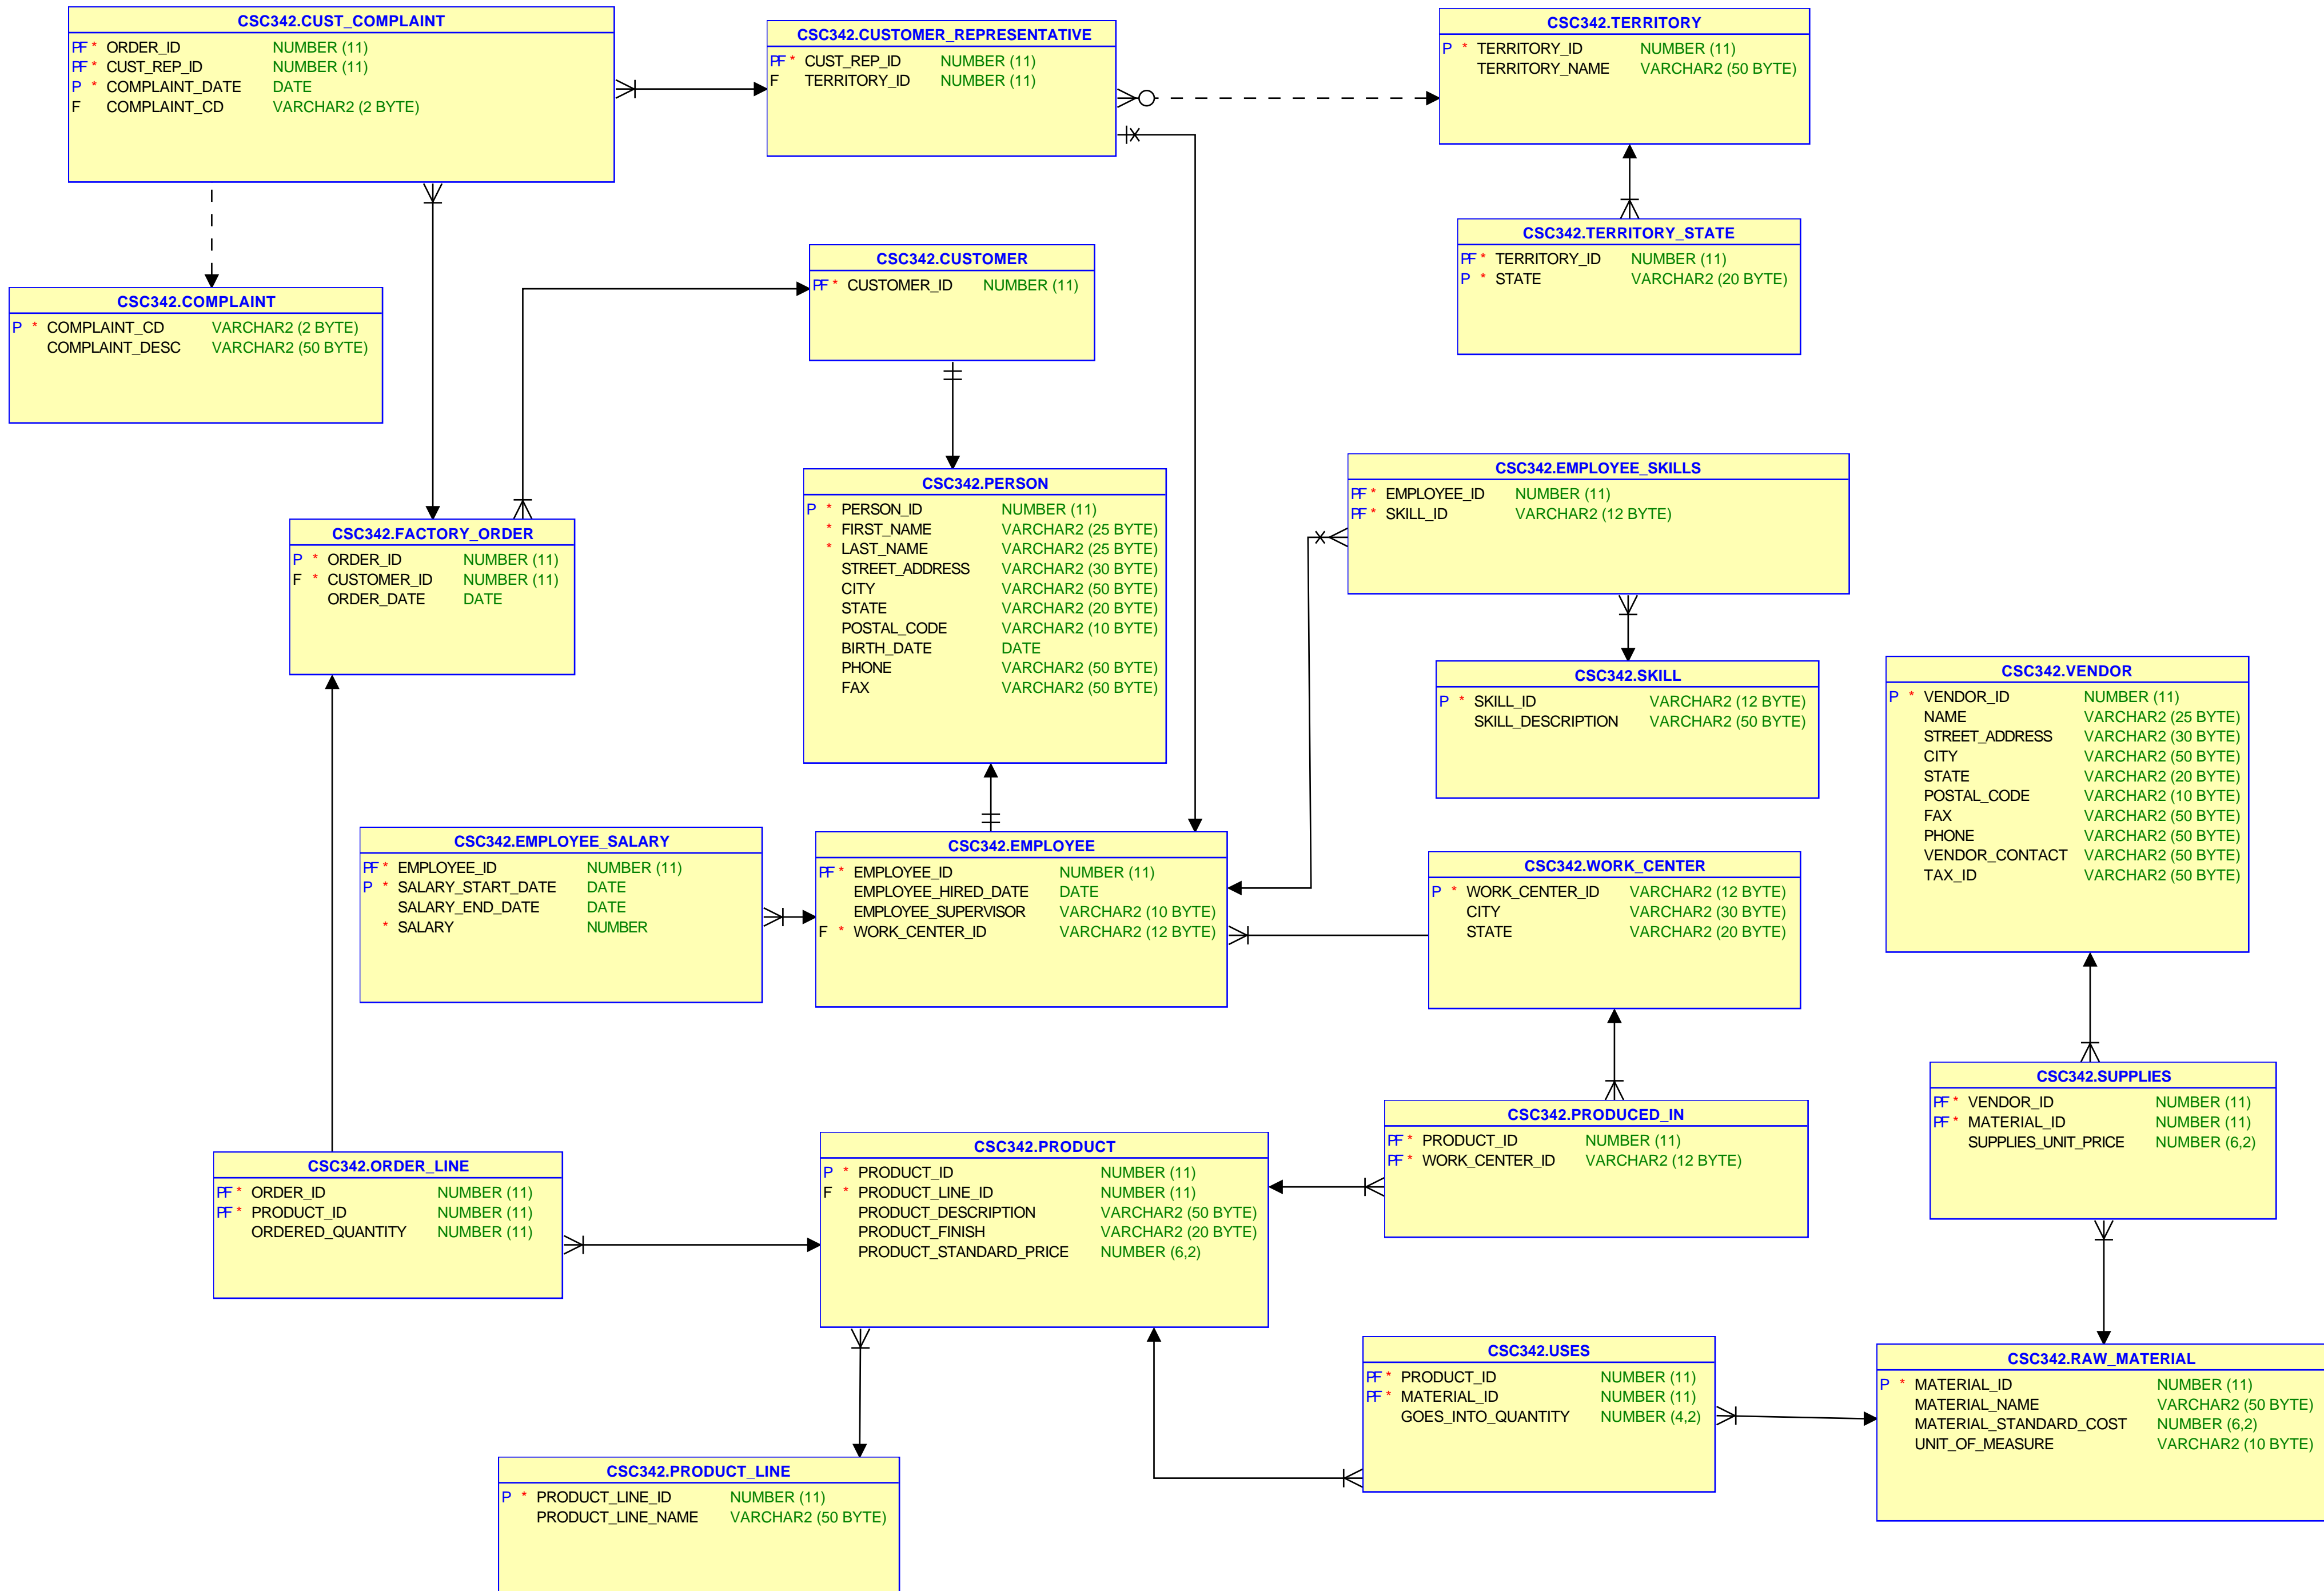 CSC342.CUST_COMPLAINT
PF * ORDER_ID NUMBER (11)
PF * CUST_REP_ID NUMBER (11)
P * COMPLAINT_DATE DATE
F COMPLAINT_CD VARCHAR2 (2 BYTE)
CSC342.CUSTOMER_REPRESENTATIVE
PF * CUST_REP_ID NUMBER (11)
F TERRITORY_ID NUMBER (11)
CSC342.TERRITORY
P * TERRITORY_ID NUMBER (11)
TERRITORY_NAME VARCHAR2 (50 BYTE)
CSC342.TERRITORY_STATE
PF * TERRITORY_ID NUMBER (11)
P * STATE VARCHAR2 (20 BYTE)
CSC342.CUSTOMER
PF * CUSTOMER_ID NUMBER (11)
CSC342.COMPLAINT
P * COMPLAINT_CD VARCHAR2 (2 BYTE)
COMPLAINT_DESC VARCHAR2 (50 BYTE)
CSC342.PERSON
P * PERSON_ID NUMBER (11)
* FIRST_NAME VARCHAR2 (25 BYTE)
* LAST_NAME VARCHAR2 (25 BYTE)
STREET_ADDRESS VARCHAR2 (30 BYTE)
CITY VARCHAR2 (50 BYTE)
STATE VARCHAR2 (20 BYTE)
POSTAL_CODE VARCHAR2 (10 BYTE)
BIRTH_DATE DATE
PHONE VARCHAR2 (50 BYTE)
FAX VARCHAR2 (50 BYTE)
CSC342.EMPLOYEE_SKILLS
PF * EMPLOYEE_ID NUMBER (11)
PF * SKILL_ID VARCHAR2 (12 BYTE)
CSC342.FACTORY_ORDER
P * ORDER_ID NUMBER (11)
F * CUSTOMER_ID NUMBER (11)
ORDER_DATE DATE
CSC342.SKILL
P * SKILL_ID VARCHAR2 (12 BYTE)
SKILL_DESCRIPTION VARCHAR2 (50 BYTE)
CSC342.VENDOR
P * VENDOR_ID NUMBER (11)
NAME VARCHAR2 (25 BYTE)
STREET_ADDRESS VARCHAR2 (30 BYTE)
CITY VARCHAR2 (50 BYTE)
STATE VARCHAR2 (20 BYTE)
POSTAL_CODE VARCHAR2 (10 BYTE)
FAX VARCHAR2 (50 BYTE)
PHONE VARCHAR2 (50 BYTE)
VENDOR_CONTACT VARCHAR2 (50 BYTE)
TAX_ID VARCHAR2 (50 BYTE)
CSC342.EMPLOYEE_SALARY
PF * EMPLOYEE_ID NUMBER (11)
P * SALARY_START_DATE DATE
SALARY_END_DATE DATE
* SALARY NUMBER
CSC342.EMPLOYEE
PF * EMPLOYEE_ID NUMBER (11)
EMPLOYEE_HIRED_DATE DATE
EMPLOYEE_SUPERVISOR VARCHAR2 (10 BYTE)
F * WORK_CENTER_ID VARCHAR2 (12 BYTE)
CSC342.WORK_CENTER
P * WORK_CENTER_ID VARCHAR2 (12 BYTE)
CITY VARCHAR2 (30 BYTE)
STATE VARCHAR2 (20 BYTE)
CSC342.SUPPLIES
PF * VENDOR_ID NUMBER (11)
PF * MATERIAL_ID NUMBER (11)
SUPPLIES_UNIT_PRICE NUMBER (6,2)
CSC342.PRODUCED_IN
PF * PRODUCT_ID NUMBER (11)
PF * WORK_CENTER_ID VARCHAR2 (12 BYTE)
CSC342.PRODUCT
P * PRODUCT_ID NUMBER (11)
F * PRODUCT_LINE_ID NUMBER (11)
PRODUCT_DESCRIPTION VARCHAR2 (50 BYTE)
PRODUCT_FINISH VARCHAR2 (20 BYTE)
PRODUCT_STANDARD_PRICE NUMBER (6,2)
CSC342.ORDER_LINE
PF * ORDER_ID NUMBER (11)
PF * PRODUCT_ID NUMBER (11)
ORDERED_QUANTITY NUMBER (11)
CSC342.USES
PF * PRODUCT_ID NUMBER (11)
PF * MATERIAL_ID NUMBER (11)
GOES_INTO_QUANTITY NUMBER (4,2)
CSC342.RAW_MATERIAL
P * MATERIAL_ID NUMBER (11)
MATERIAL_NAME VARCHAR2 (50 BYTE)
MATERIAL_STANDARD_COST NUMBER (6,2)
UNIT_OF_MEASURE VARCHAR2 (10 BYTE)
CSC342.PRODUCT_LINE
P * PRODUCT_LINE_ID NUMBER (11)
PRODUCT_LINE_NAME VARCHAR2 (50 BYTE)